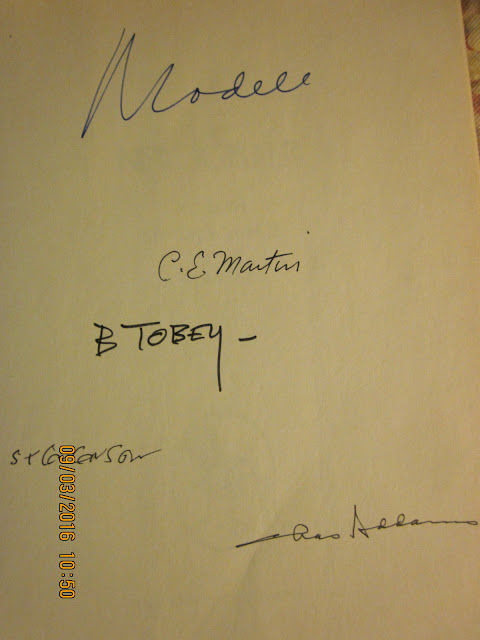 Modell
C.E. Martin
B TOBEY –
Stevenson
Chas Addams
09/03/2016 10:50